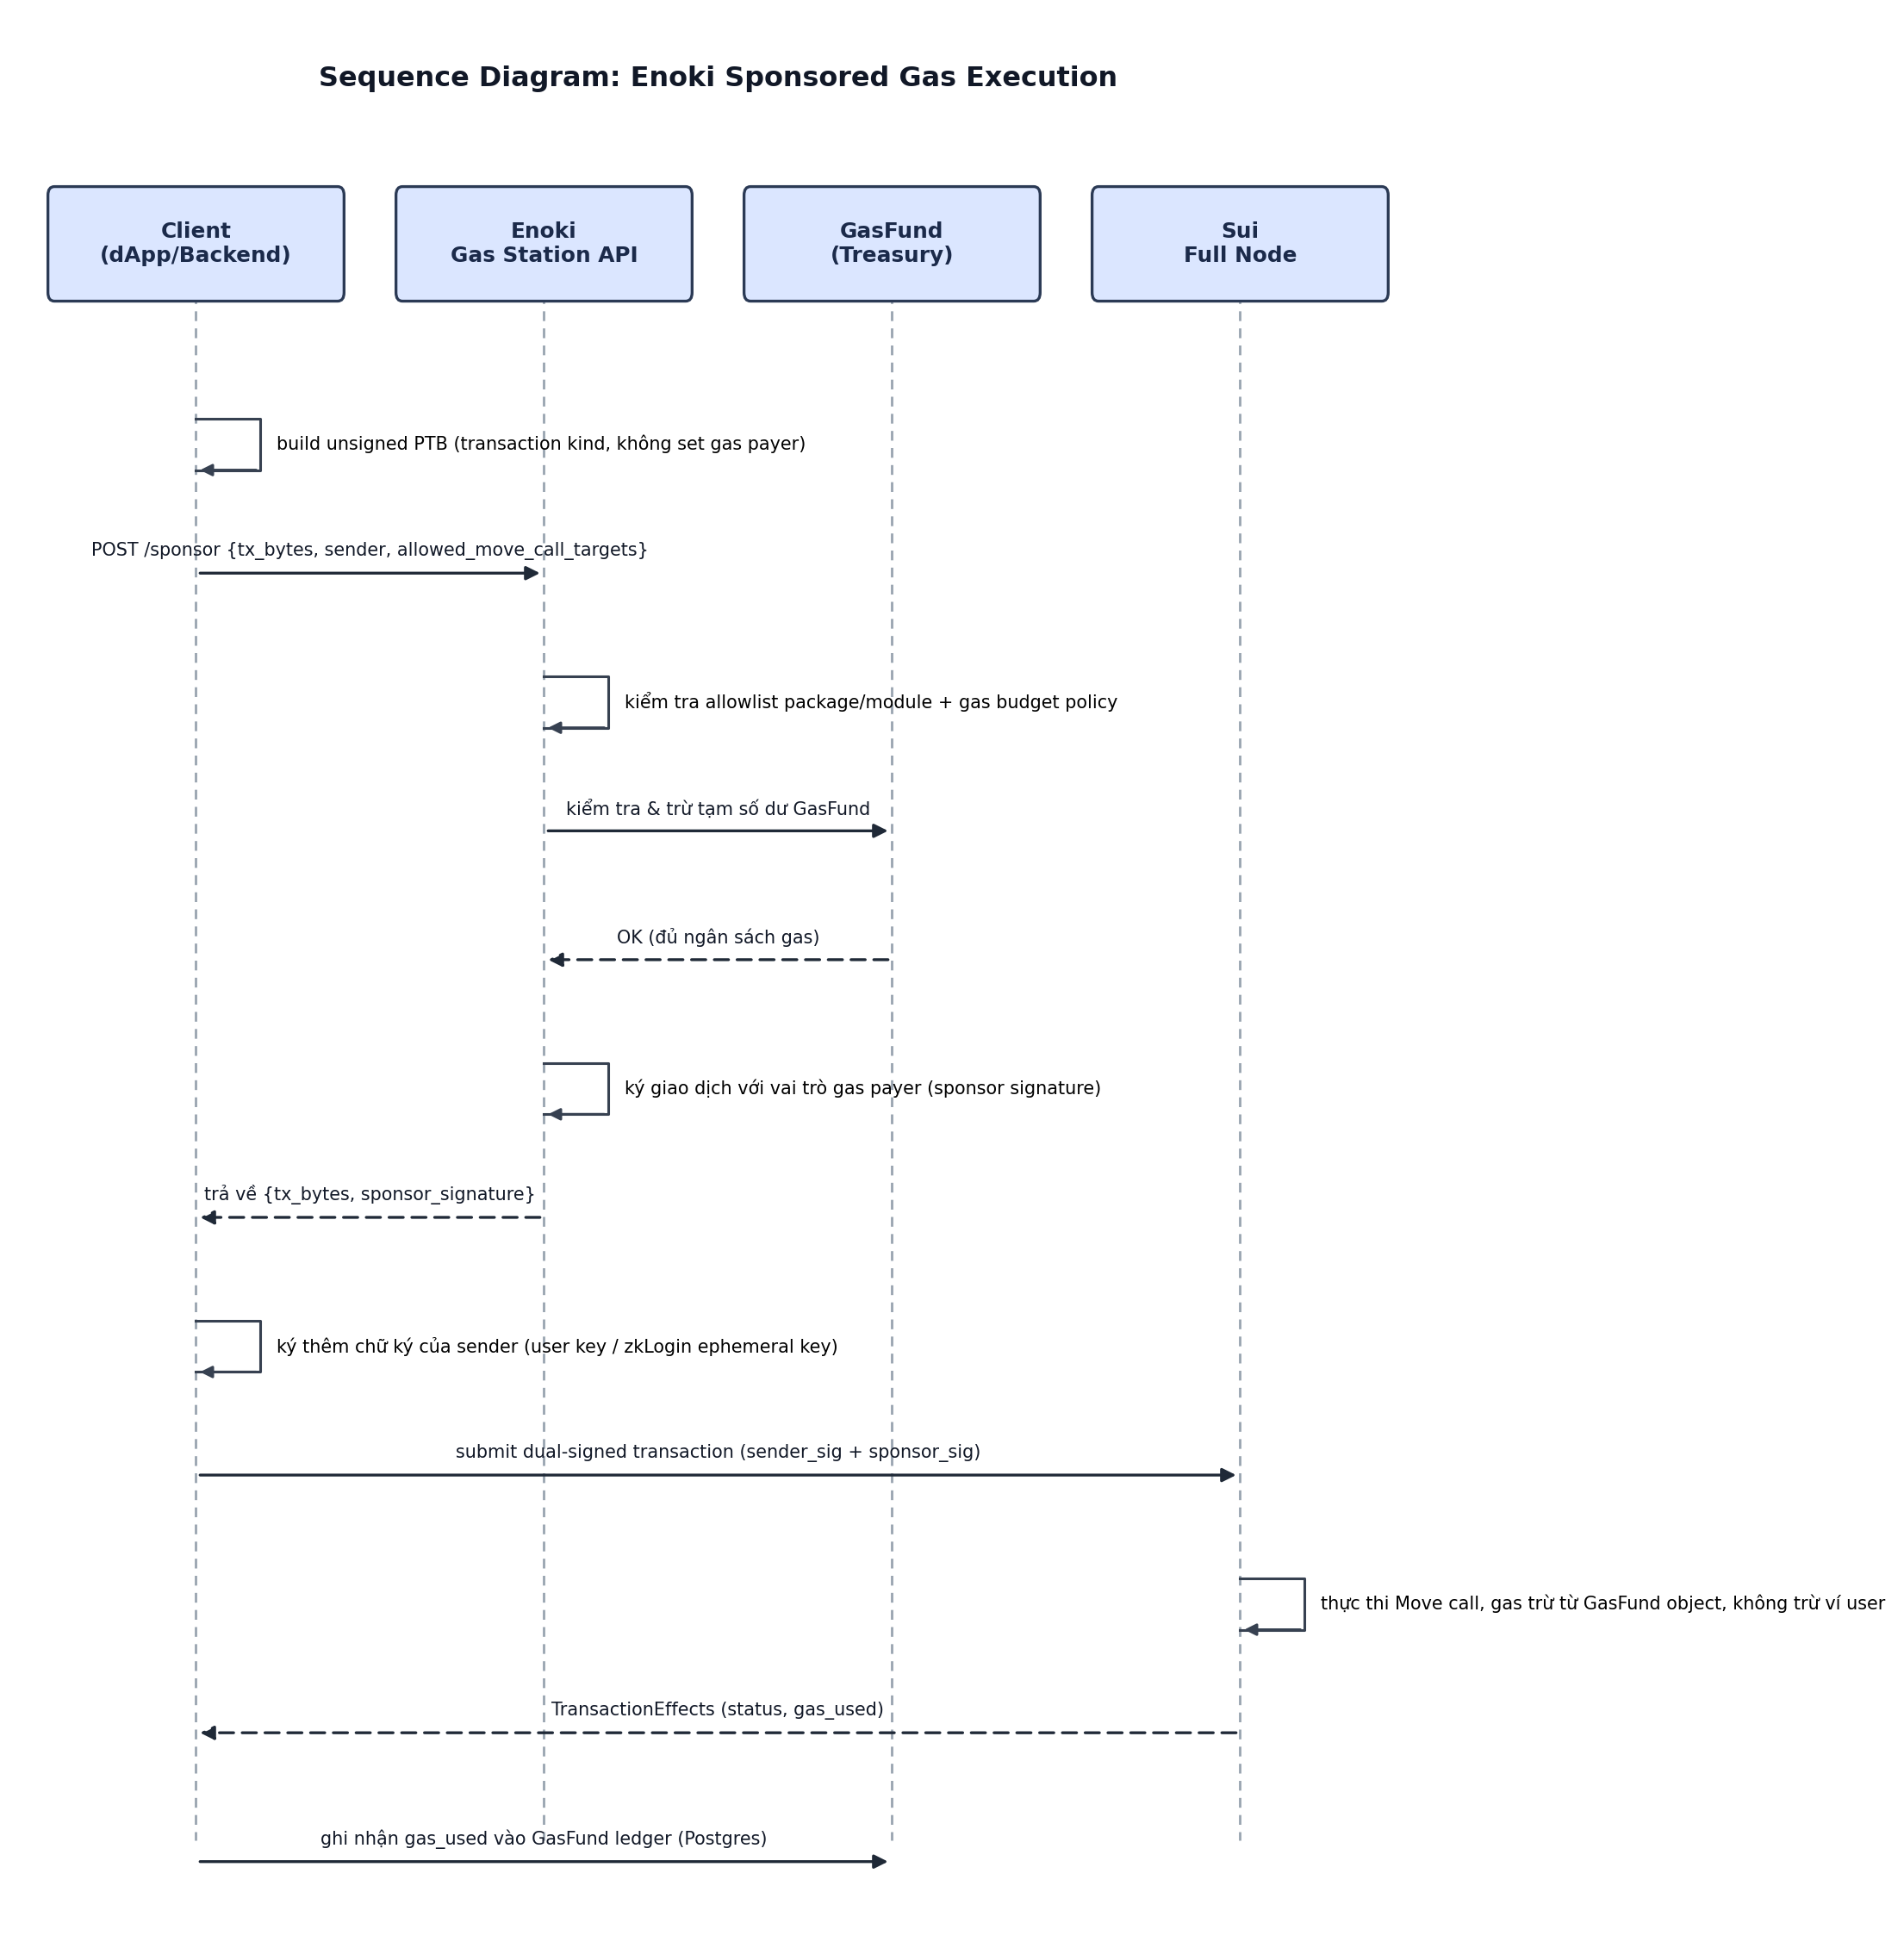 Sequence Diagram: Enoki Sponsored Gas Execution
Client
(dApp/Backend)
Enoki
Gas Station API
GasFund
(Treasury)
Sui
Full Node
build unsigned PTB (transaction kind, không set gas payer)
POST /sponsor {tx_bytes, sender, allowed_move_call_targets}
kiểm tra allowlist package/module + gas budget policy
kiểm tra & trừ tạm số dư GasFund
OK (đủ ngân sách gas)
ký giao dịch với vai trò gas payer (sponsor signature)
trả về {tx_bytes, sponsor_signature}
ký thêm chữ ký của sender (user key / zkLogin ephemeral key)
submit dual-signed transaction (sender_sig + sponsor_sig)
thực thi Move call, gas trừ từ GasFund object, không trừ ví user
TransactionEffects (status, gas_used)
ghi nhận gas_used vào GasFund ledger (Postgres)